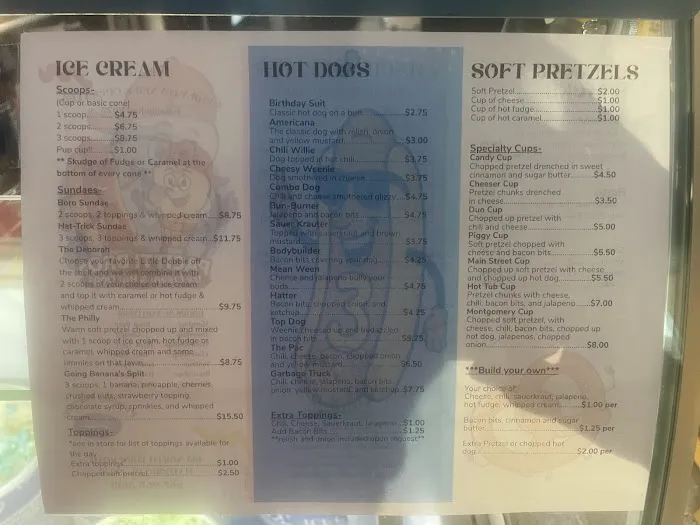 ICE CREAM
Scoops-
(Cup or basic cone)
1 scoop $4.75
2 scoops $6.75
3 scoops $8.75
Pup cup!! $1.00
** Skudge of Fudge or Caramel at the
bottom of every cone **
Sundaes-
Boro Sundae
2 scoops, 2 toppings & whipped cream $8.75
Hat-Trick Sundae
3 scoops, 3 toppings & whipped cream $11.75
The Deborah
Choose your favorite Little Debbie off
the shelf and we will combine it with
2 scoops of your choice of ice cream
and top it with caramel or hot fudge &
whipped cream $9.75
The Philly
Warm soft pretzel chopped up and mixed
with 1 scoop of ice cream, hot fudge or
caramel, whipped cream and some
on that $8.75
Going Banana's Split
3 scoops, 1 banana, pineapple, cherries,
crushed nuts, strawberry topping,
chocolate syrup, sprinkles, and whipped
cream $15.50
Toppings-
*see in store for list of toppings available for
the day
Extra toppings $1.00
Chopped soft pretzel $2.50
HOT DOGS
Birthday Suit
Classic hot dog on a bun $2.75
Americana
The classic dog with relish, onion
and yellow mustard $3.00
Chili Willie
Dog topped in hot chili $3.75
Cheesy Weenie
Dog smothered in cheese $3.75
Combo Dog
Chili and cheese smothered glizzy $4.75
Bun-Burner
Jalapeno and bacon bits $4.75
Sauer Krauter
Topped with sauerkraut and brown
mustard $3.75
Bodybuilder
Bacon bits covering your dog $4.25
Mean Ween
Cheese and jalapeno bully your
buds $4.75
Hatter
Bacon bits, chopped onion, and
ketchup $4.25
Top Dog
Weenie cheesed up and
in bacon bits $5.25
The Pac
Chili, cheese, bacon, chopped onion
and yellow mustard $6.50
Garbage Truck
Chili, cheese, jalapeno, bacon bits,
onion, yellow mustard, and ketchup $7.75
Extra Toppings-
Chili, Cheese, Sauerkraut, Jalapeno $1.00
Add Bacon Bits $1.25
**relish and onion included upon request**
SOFT PRETZELS
Soft Pretzel $2.00
Cup of cheese $1.00
Cup of hot fudge $1.00
Cup of hot caramel $1.00
Specialty Cups-
Candy Cup
Chopped pretzel drenched in sweet
cinnamon and sugar butter $4.50
Cheeser Cup
Pretzel chunks drenched
in cheese $3.50
Duo Cup
Chopped up pretzel with
chili and cheese $5.00
Piggy Cup
Soft pretzel chopped with
cheese and bacon bits $5.50
Main Street Cup
Chopped up soft pretzel with cheese
and chopped up hot dog $5.50
Hot Tub Cup
Pretzel chunks with cheese,
chili, bacon bits, and jalapeno $7.00
Montgomery Cup
Chopped soft pretzel, with
cheese, chili, bacon bits, chopped up
hot dog, jalapenos, chopped
onion $8.00
***Build your own***
Your choice of
Cheese, chili, sauerkraut, jalapeno,
hot fudge, whipped cream $1.00 per
Bacon bits, cinnamon and sugar
butter $1.25 per
Extra Pretzel or chopped hot
dog $2.00 per